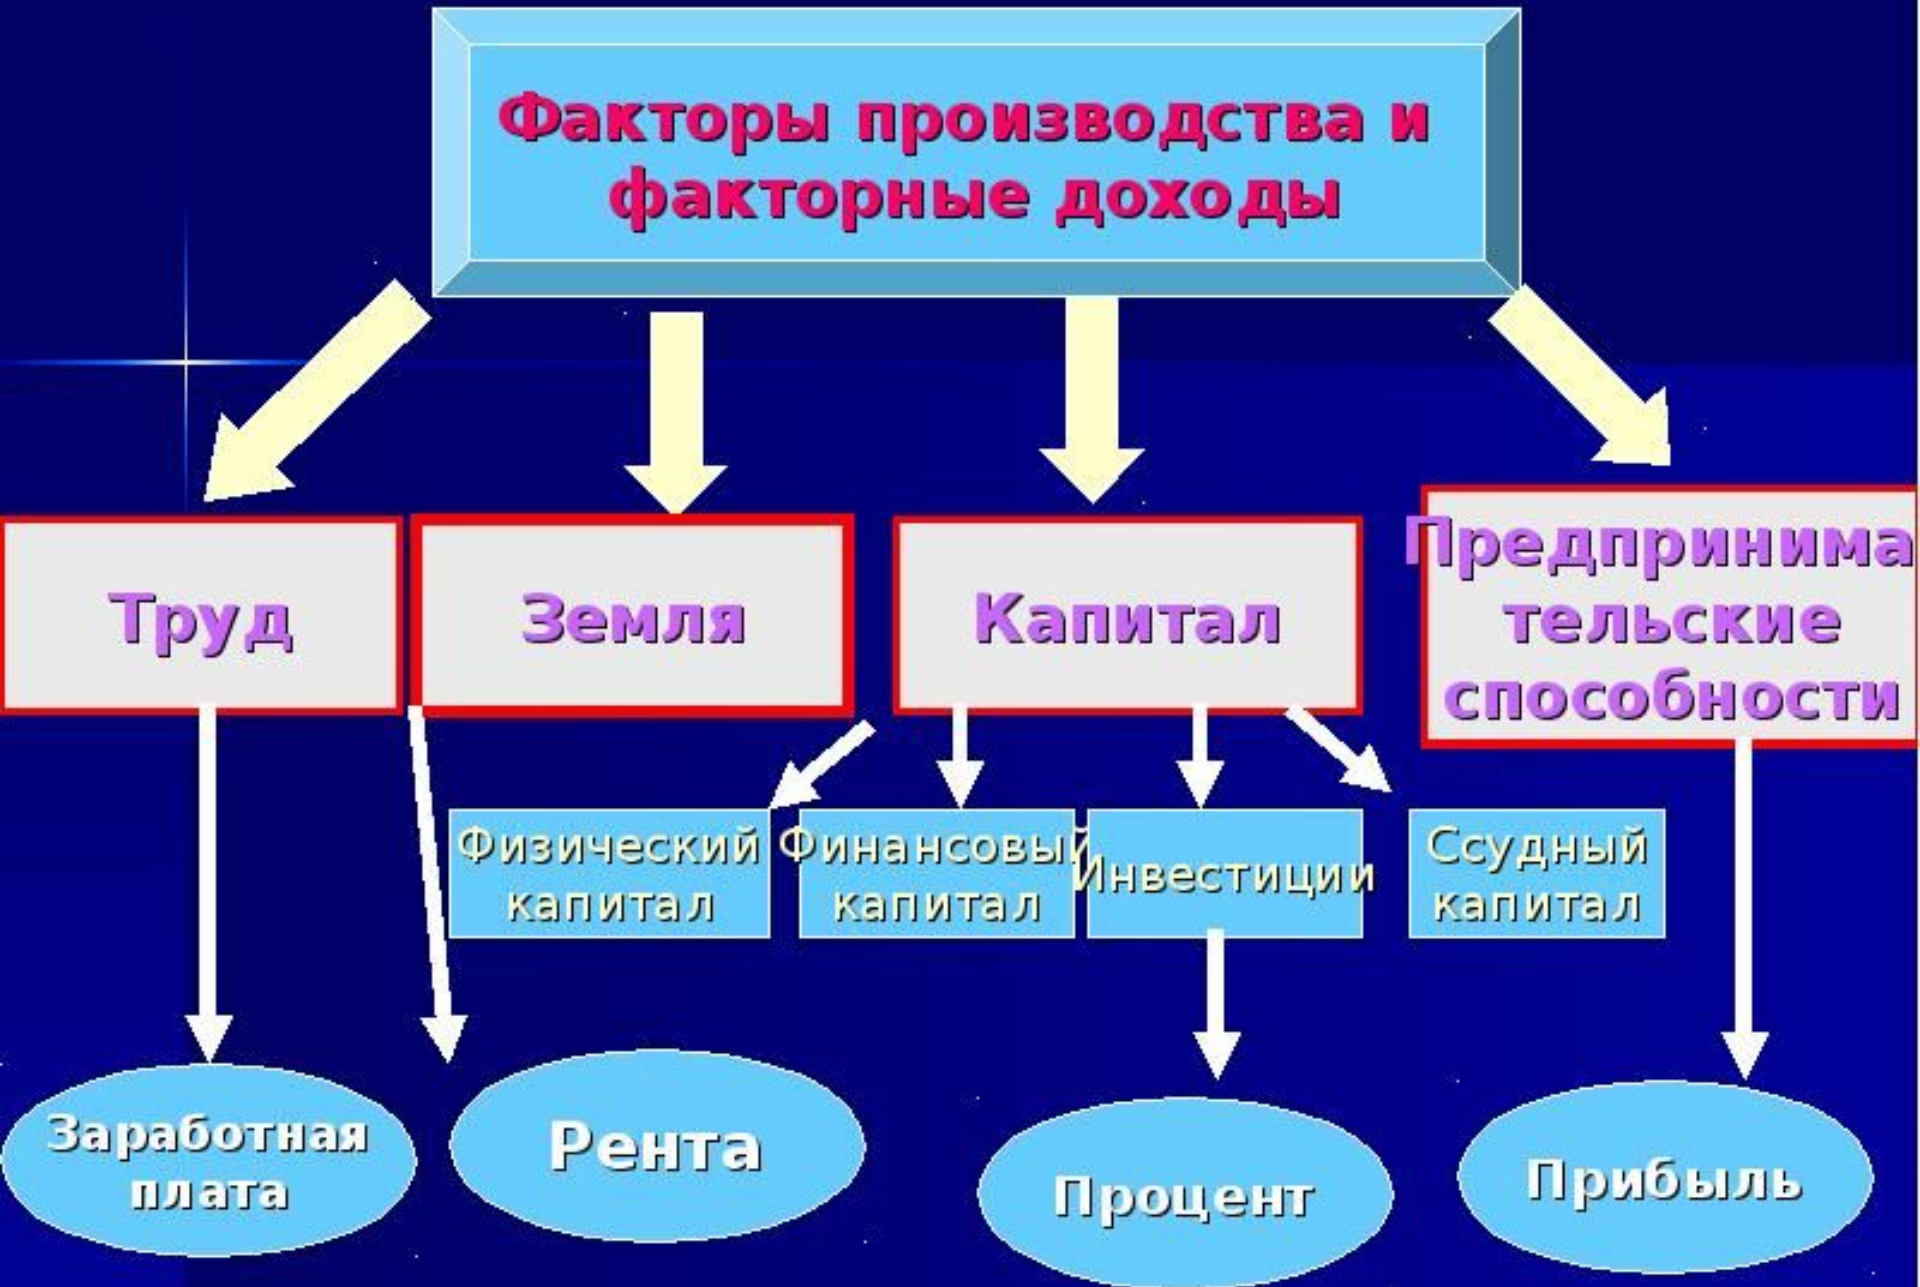 Факторы производства и
факторные доходы
Труд
Земля
Капитал
Предпринима
тельские
способности
Физический
капитал
Финансовый
капитал
Инвестиции
Ссудный
капитал
Заработная
плата
Рента
Процент
Прибыль